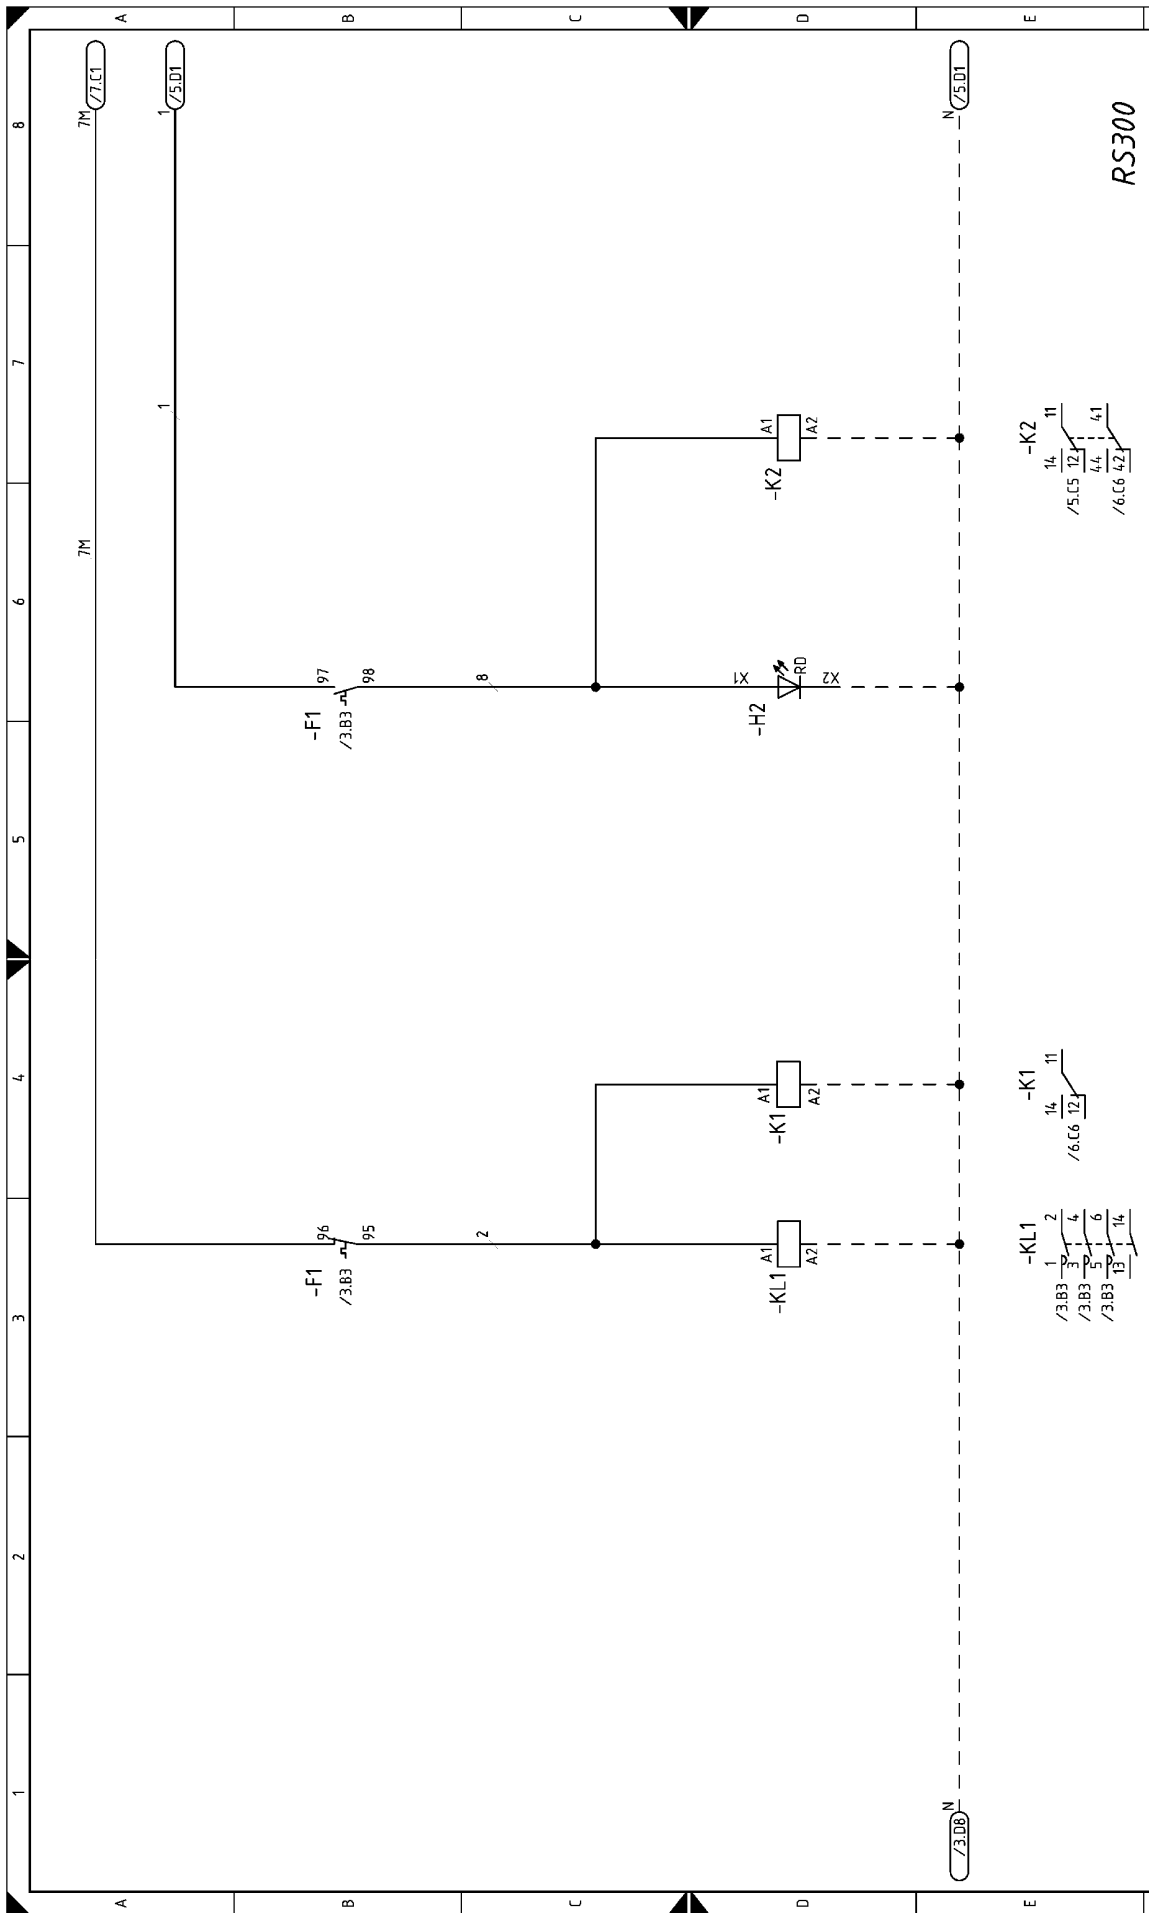 1 2 3 4 5 6 7 8
A A
7M 7M /7.C1
1 1 /5.D1
B B
-F1 96
/3.B3 95
-F1 97
/3.B3 98
2 8
C C
X1
-KL1 A1 A2
-K1 A1 A2
-H2 RD
X2
-K2 A1 A2
D D
/3.D8 N N /5.D1
-KL1
/3.B3 1 2
/3.B3 3 4
/3.B3 5 6
13 14
-K1
14 11
/6.C6 12
-K2
14 11
/5.C5 12
44 41
/6.C6 42
E E
RS300